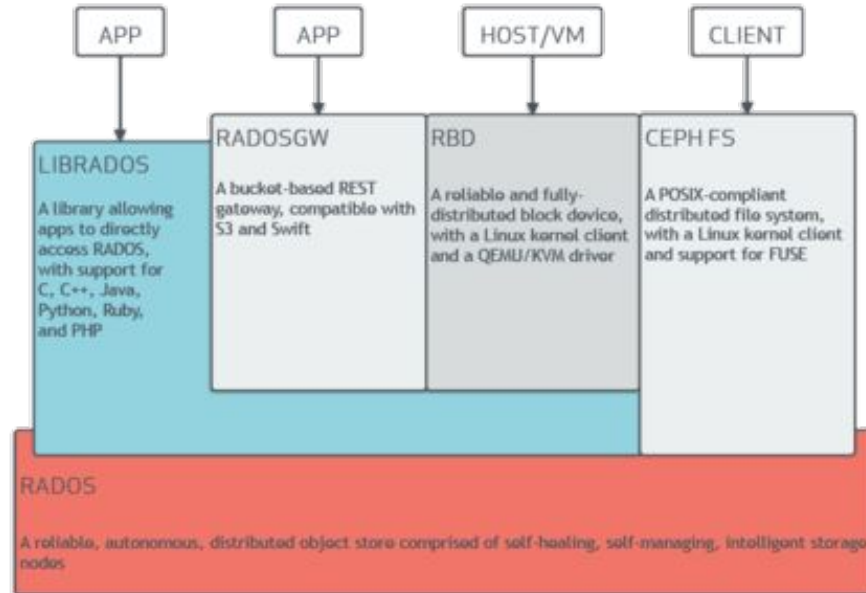 APP
APP
HOST/VM
CLIENT
LIBRADOS
A library allowing
apps to directly
access RADOS,
with support for
C, C++, Java,
Python, Ruby,
and PHP
RADOSGW
A bucket-based REST
gateway, compatible with
S3 and Swift
RBD
A reliable and fully-
distributed block device,
with a Linux kernel client
and a QEMU/KVM driver
CEPH FS
A POSIX-compliant
distributed file system,
with a Linux kernel client
and support for FUSE
RADOS
A reliable, autonomous, distributed object store comprised of self-healing, self-managing, intelligent storage
nodes